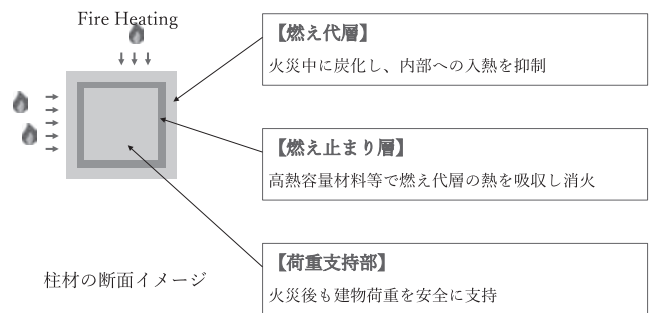 Fire Heating
【燃え代層】
火災中に炭化し、内部への入熱を抑制
【燃え止まり層】
高熱容量材料等で燃え代層の熱を吸収し消火
【荷重支持部】
火災後も建物荷重を安全に支持
柱材の断面イメージ